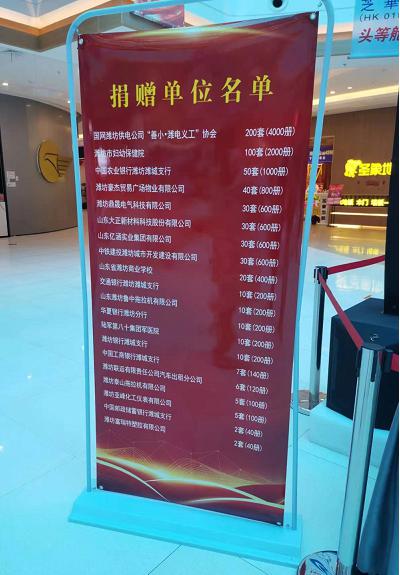 捐赠单位名单
国网潍坊供电公司“善小·潍电义工”协会 200套(4000册)
潍坊市妇幼保健院 100套(2000册)
中国农业银行潍坊潍城支行 50套(1000册)
潍坊豪杰贸易广场物业有限公司 40套(800册)
潍坊鼎晟电气科技有限公司 30套(600册)
山东大正新材料科技股份有限公司 30套(600册)
山东亿涵实业集团有限公司 30套(600册)
中铁建投潍坊城市开发建设有限公司 30套(600册)
山东省潍坊商业学校 20套(400册)
交通银行潍坊潍城支行 10套(200册)
山东潍坊鲁中拖拉机有限公司 10套(200册)
华夏银行潍坊分行 10套(200册)
陆军第八十集团军医院 10套(200册)
潍坊银行潍城支行 10套(200册)
中国工商银行潍城支行 7套(140册)
潍坊联运有限责任公司汽车出租分公司 6套(120册)
潍坊泰山拖拉机有限公司 5套(100册)
潍坊亚峰化工仪表有限公司 5套(100册)
中国邮政储蓄银行潍城支行 2套(40册)
潍坊富瑞特塑胶有限公司 2套(40册)
芝華
(HK 01
头等舱
圣象地